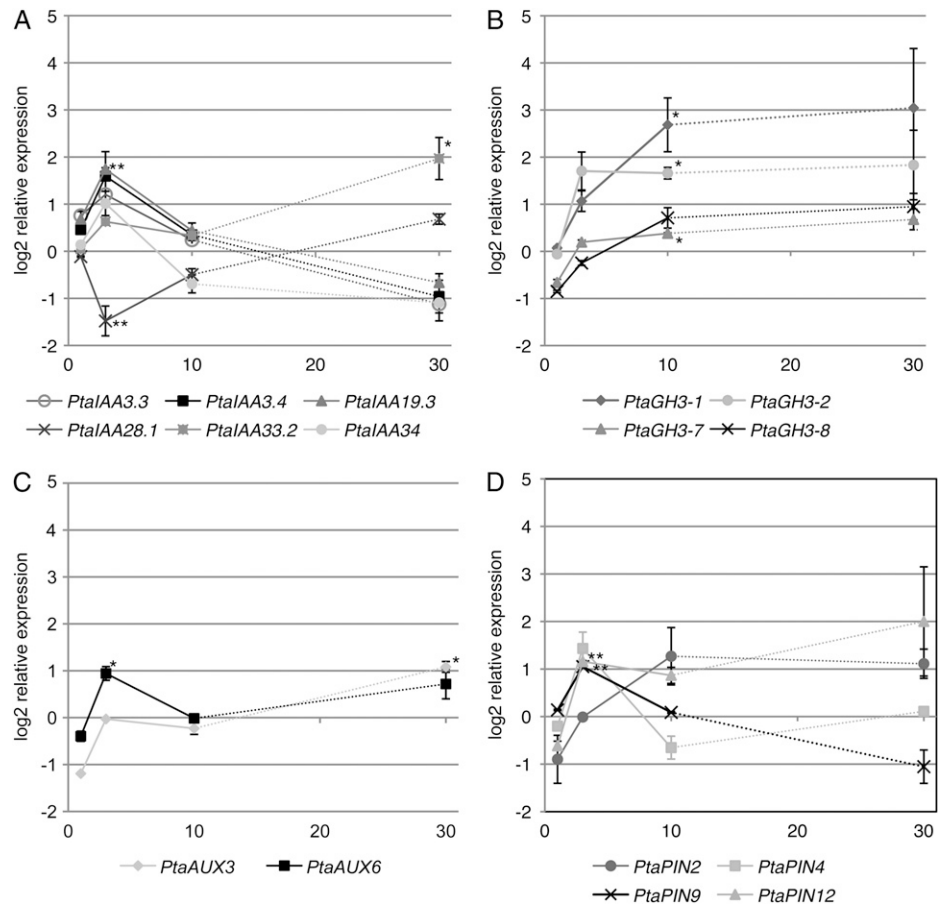 A
log2 relative expression
5
4
3
2
1
0
-1
-2
**
**
*
0 10 20 30
PtaIAA3.3 PtaIAA3.4 PtaIAA19.3
PtaIAA28.1 PtaIAA33.2 PtaIAA34
B
log2 relative expression
5
4
3
2
1
0
-1
-2
*
*
*
0 10 20 30
PtaGH3-1 PtaGH3-2
PtaGH3-7 PtaGH3-8
C
log2 relative expression
5
4
3
2
1
0
-1
-2
*
*
0 10 20 30
PtaAUX3 PtaAUX6
D
log2 relative expression
5
4
3
2
1
0
-1
-2
**
**
0 10 20 30
PtaPIN2 PtaPIN4
PtaPIN9 PtaPIN12